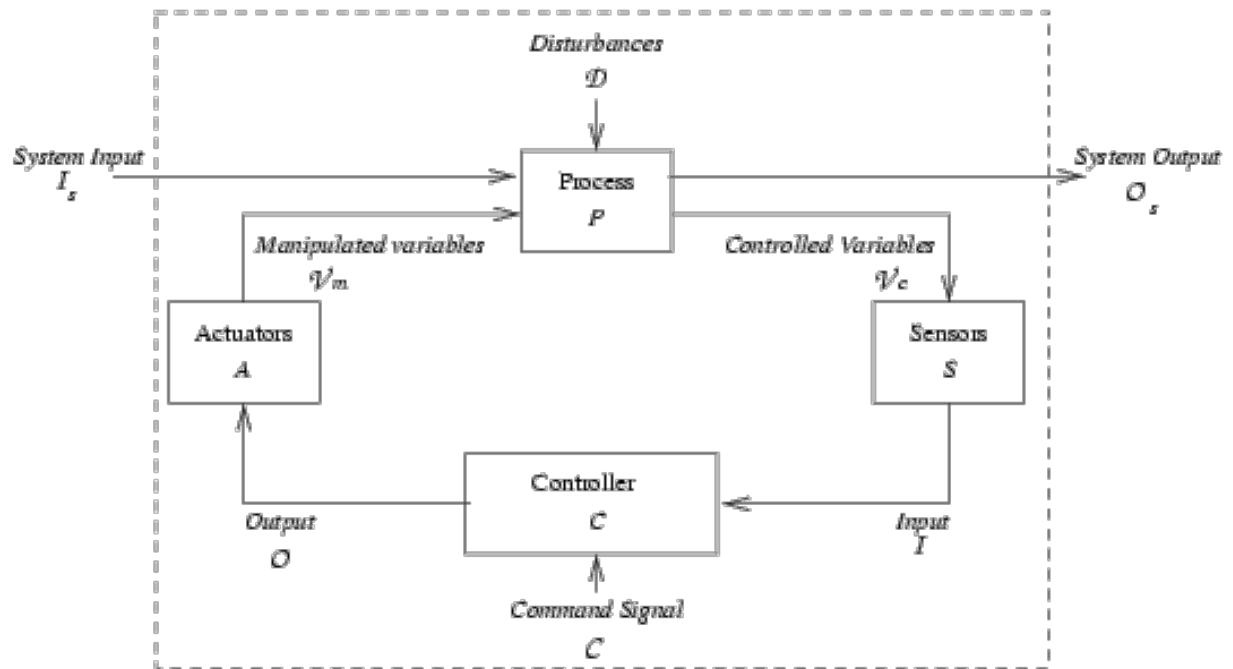 Disturbances
D
System Input
I_s
Process
P
System Output
O_s
Manipulated variables
V_m
Controlled Variables
V_c
Actuators
A
Sensors
S
Controller
C
Output
O
Input
I
Command Signal
C